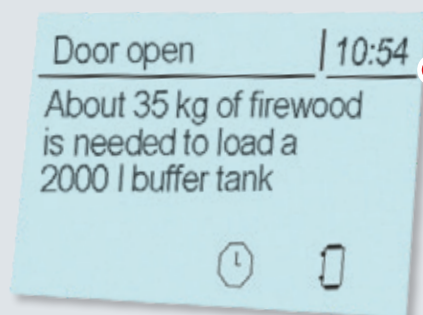 Door open 10:54
About 35 kg of firewood
is needed to load a
2000 l buffer tank